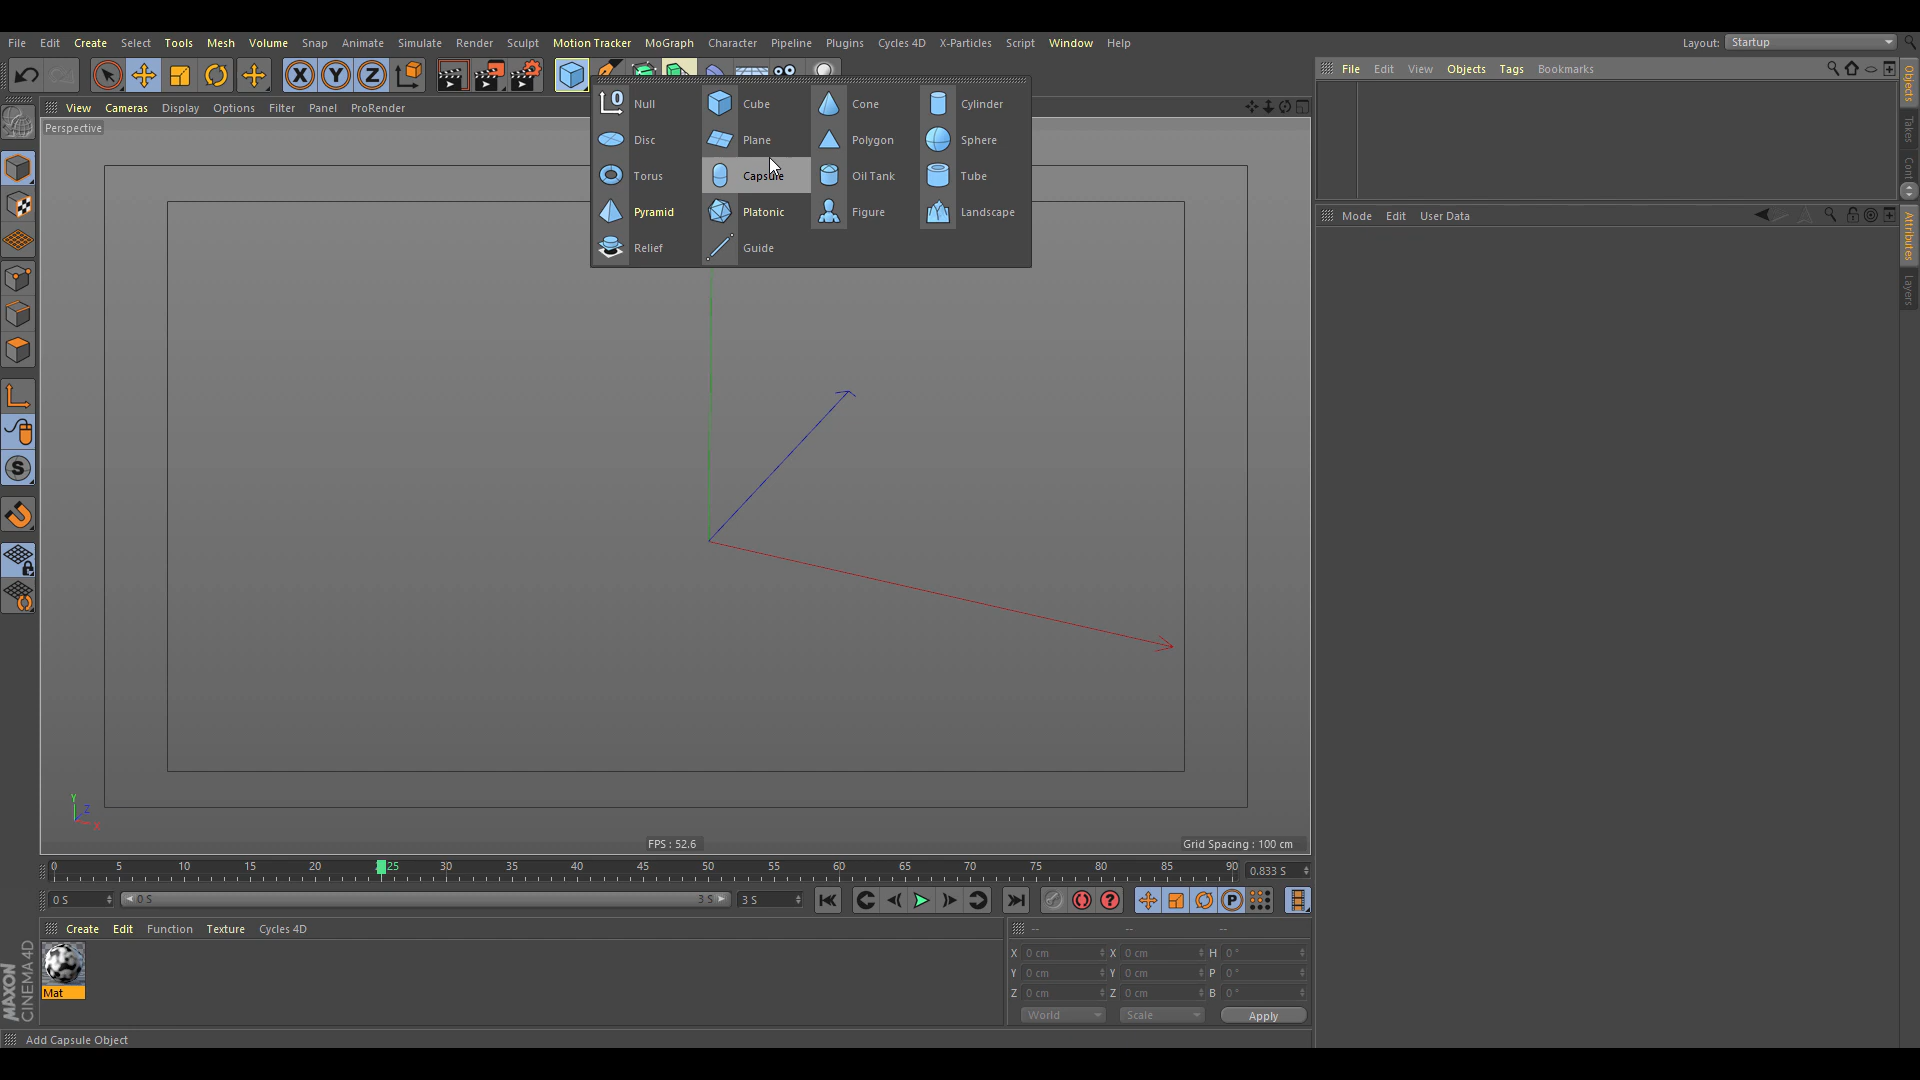 File Edit Create Select Tools Mesh Volume Snap Animate Simulate Render Sculpt Motion Tracker MoGraph Character Pipeline Plugins Cycles 4D X-Particles Script Window Help Layout: Startup
X Y Z
File Edit View Objects Tags Bookmarks
View Cameras Display Options Filter Panel ProRender
Perspective
0 Null Cube Cone Cylinder
Disc Plane Polygon Sphere
Torus Capsule Oil Tank Tube
Pyramid Platonic Figure Landscape
Relief Guide
Mode Edit User Data
Objects
Takes
Attributes
Layers
S
Y
Z
X
FPS : 52.6
Grid Spacing : 100 cm
0 5 10 15 20 25 30 35 40 45 50 55 60 65 70 75 80 85 90 0.833 S
0 S 0 S 3 S 3 S P
Create Edit Function Texture Cycles 4D
-- -- --
X 0 cm X 0 cm H 0 °
Y 0 cm Y 0 cm P 0 °
Z 0 cm Z 0 cm B 0 °
World Scale Apply
Mat
MAXON
CINEMA 4D
Add Capsule Object